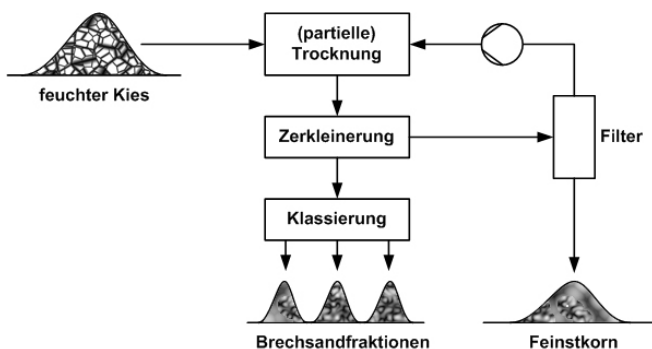 (partielle)
Trocknung
feuchter Kies
Zerkleinerung
Filter
Klassierung
Brechsandfraktionen
Feinstkorn